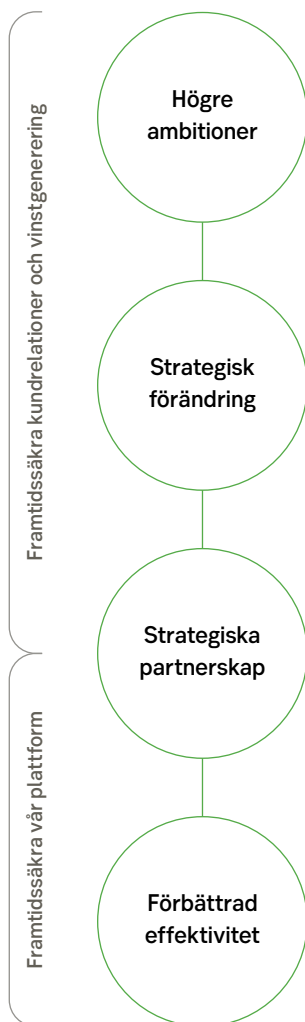 Högre
ambitioner
Framtidssäkra kundrelationer och vinstgenerering
Strategisk
förändring
Strategiska
partnerskap
Framtidssäkra vår plattform
Förbättrad
effektivitet